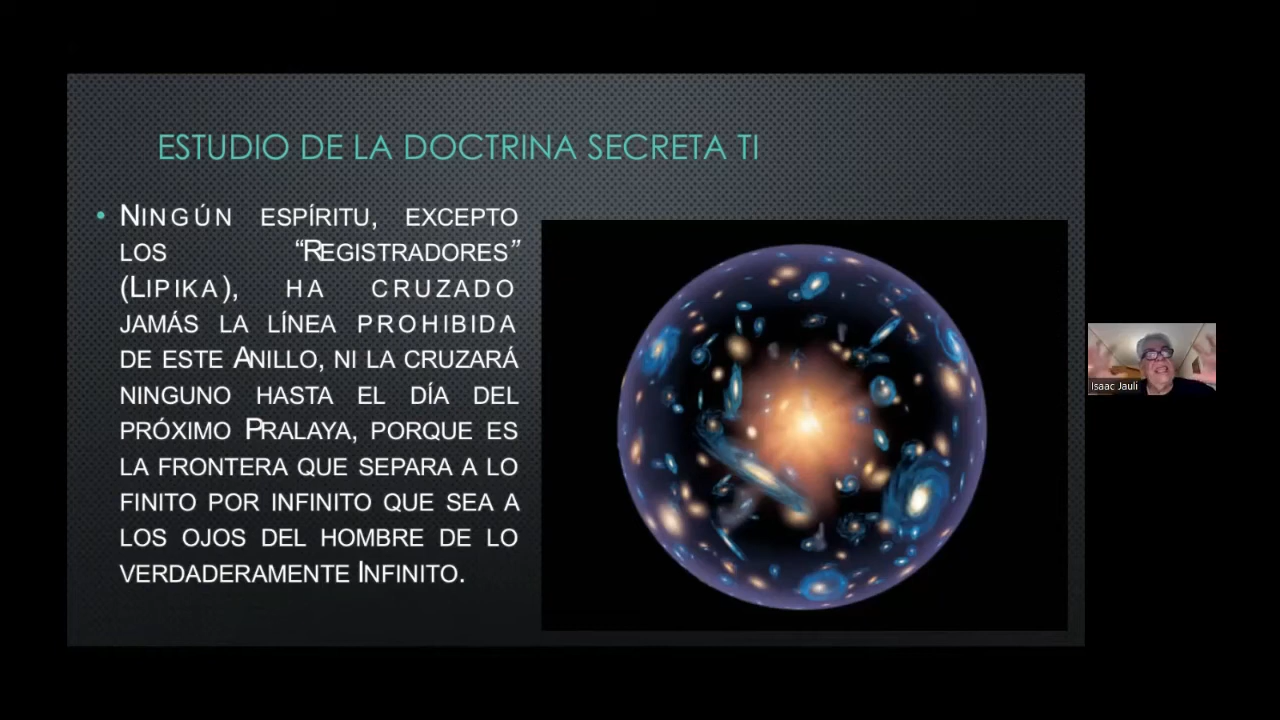 ESTUDIO DE LA DOCTRINA SECRETA TI
• NINGÚN ESPÍRITU, EXCEPTO
LOS “REGISTRADORES”
(LIPIKA), HA CRUZADO
JAMÁS LA LÍNEA PROHIBIDA
DE ESTE ANILLO, NI LA CRUZARÁ
NINGUNO HASTA EL DÍA DEL
PRÓXIMO PRALAYA, PORQUE ES
LA FRONTERA QUE SEPARA A LO
FINITO POR INFINITO QUE SEA A
LOS OJOS DEL HOMBRE DE LO
VERDADERAMENTE INFINITO.
Isaac Jauli